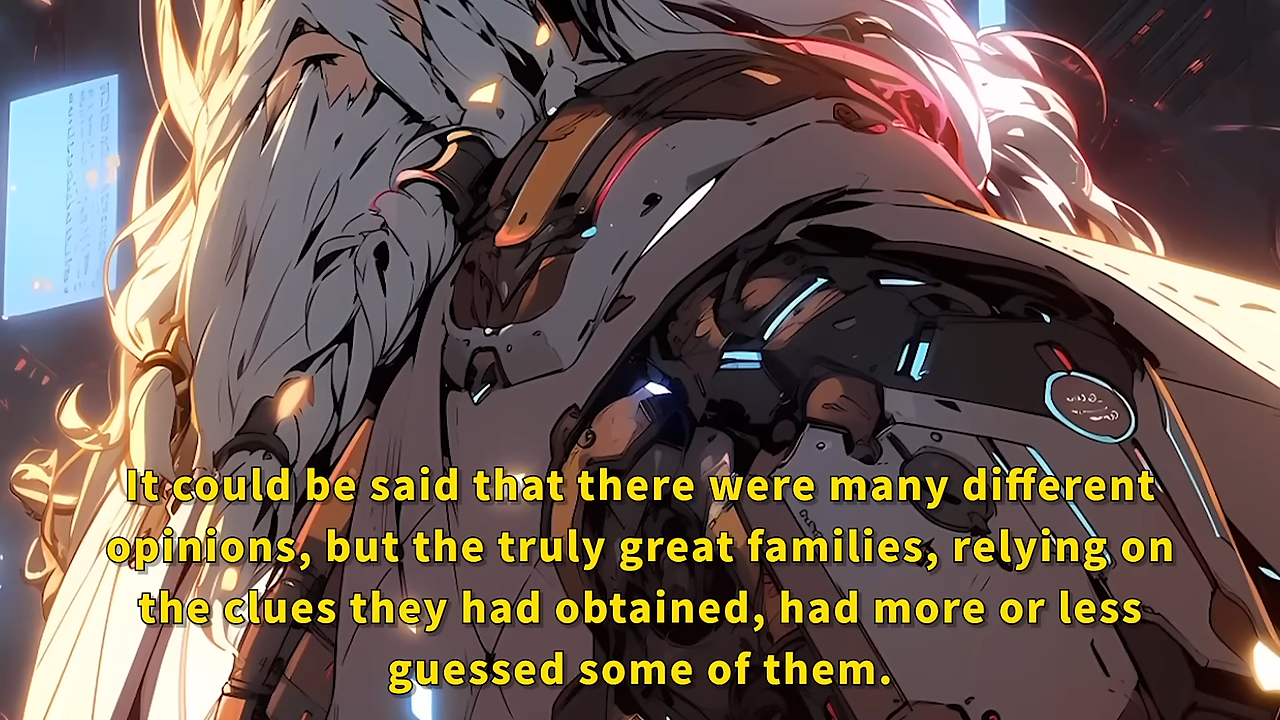 It could be said that there were many different
opinions, but the truly great families, relying on
the clues they had obtained, had more or less
guessed some of them.